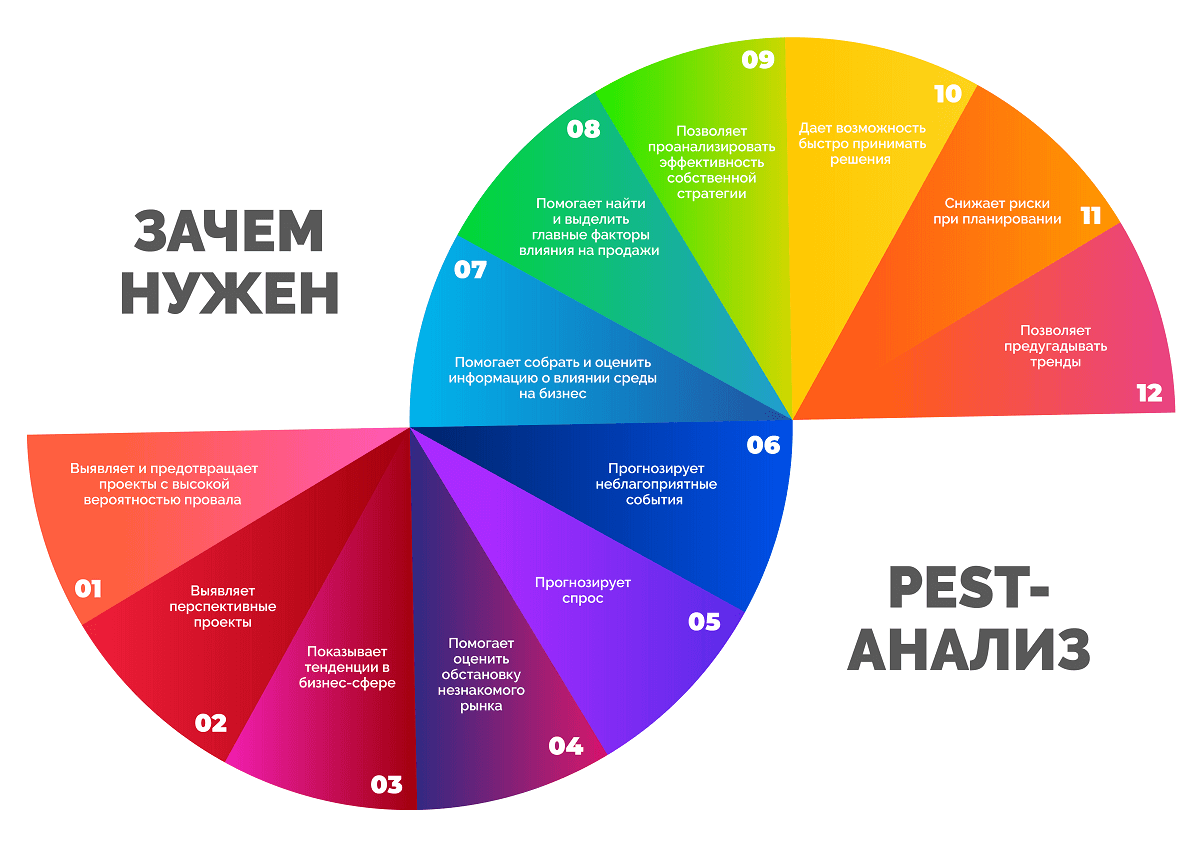 ЗАЧЕМ
НУЖЕН
PEST-
АНАЛИЗ
01
Выявляет и предотвращает
проекты с высокой
вероятностью провала
02
Выявляет
перспективные
проекты
03
Показывает
тенденции в
бизнес-сфере
04
Помогает
оценить
обстановку
незнакомого
рынка
05
Прогнозирует
спрос
06
Прогнозирует
неблагоприятные
события
07
Помогает собрать и оценить
информацию о влиянии среды
на бизнес
08
Помогает найти
и выделить
главные факторы
влияния на продажи
09
Позволяет
проанализировать
эффективность
собственной
стратегии
10
Дает возможность
быстро принимать
решения
11
Снижает риски
при планировании
12
Позволяет
предугадывать
тренды